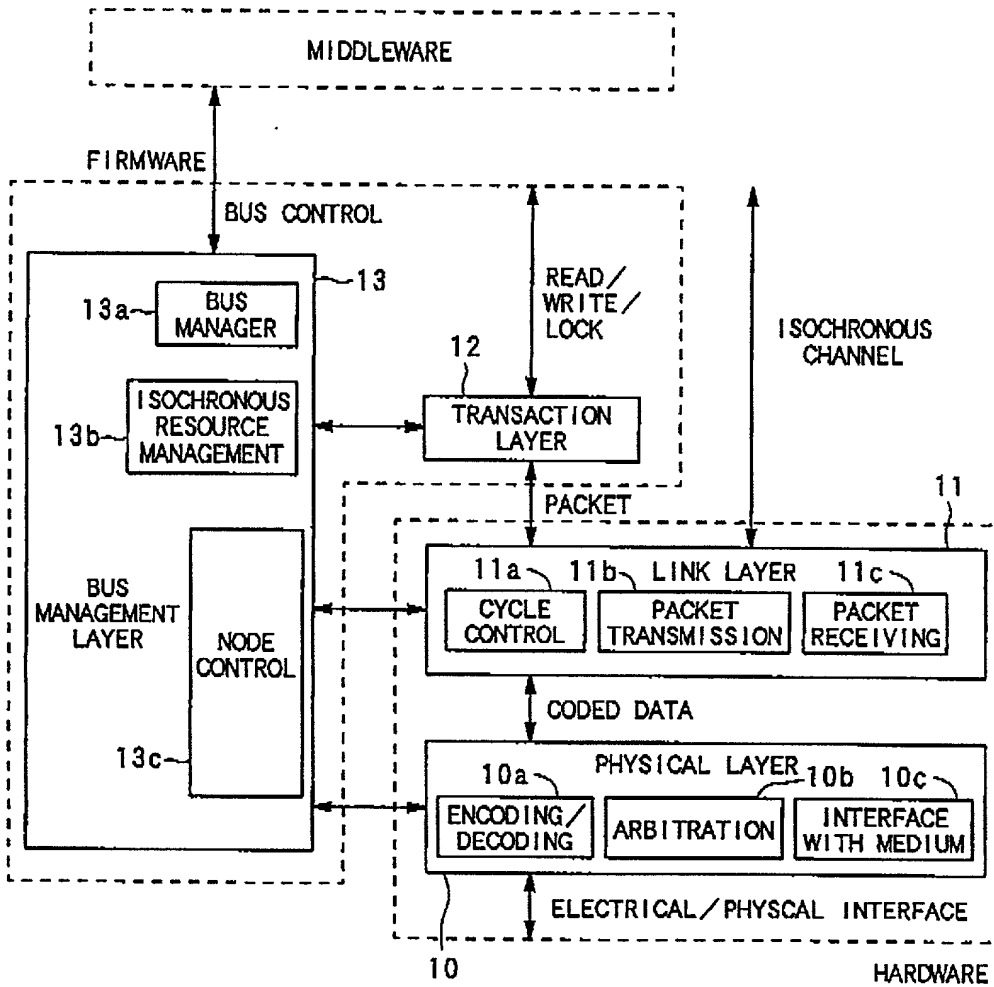 MIDDLEWARE
FIRMWARE
BUS CONTROL
13
13a
BUS
MANAGER
READ/
WRITE/
LOCK
ISOCHRONOUS
CHANNEL
12
13b
ISOCHRONOUS
RESOURCE
MANAGEMENT
TRANSACTION
LAYER
PACKET
11
BUS
MANAGEMENT
LAYER
NODE
CONTROL
13c
11a
11b
LINK LAYER
11c
CYCLE
CONTROL
PACKET
TRANSMISSION
PACKET
RECEIVING
CODED DATA
PHYSICAL LAYER
10a
10b
10c
ENCODING/
DECODING
ARBITRATION
INTERFACE
WITH MEDIUM
ELECTRICAL/PHYSCAL INTERFACE
10
HARDWARE